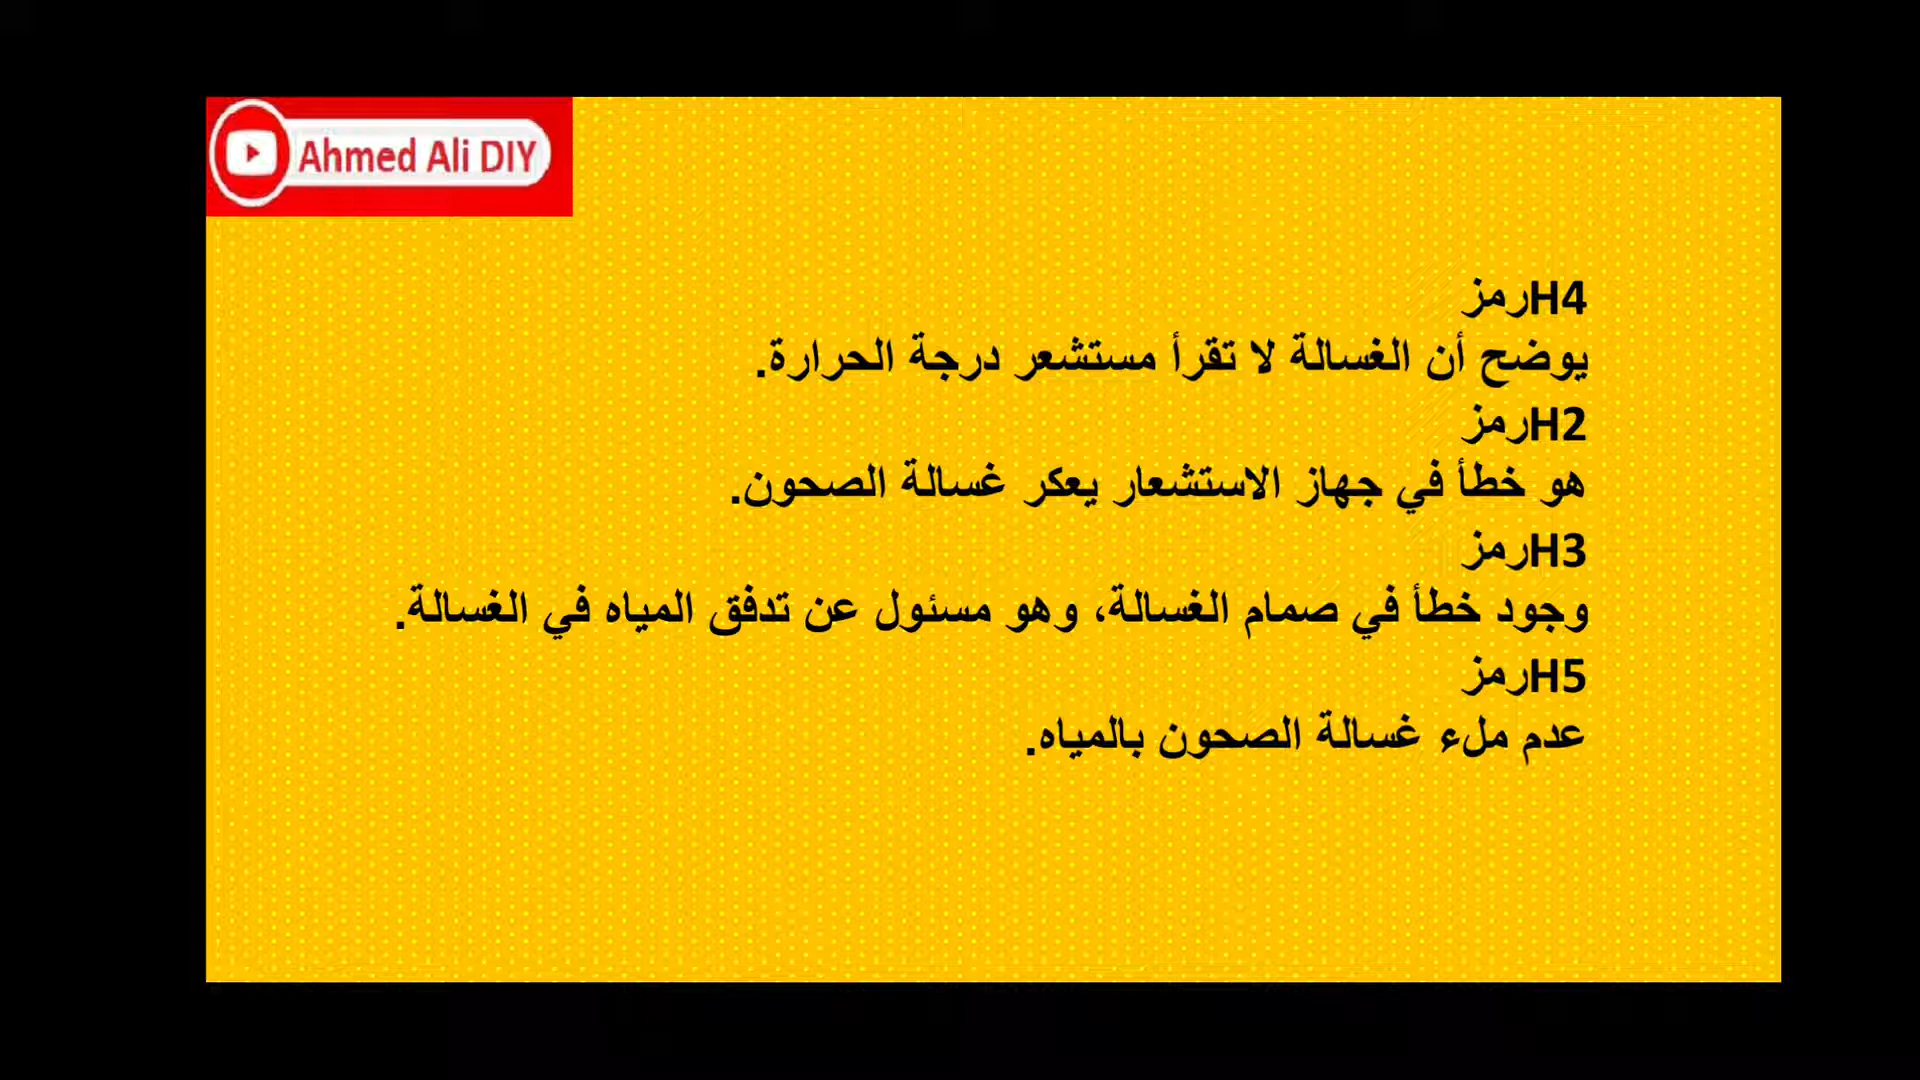 Ahmed Ali DIY
رمزH4
يوضح أن الغسالة لا تقرأ مستشعر درجة الحرارة.
رمزH2
هو خطأ في جهاز الاستشعار يعكر غسالة الصحون.
رمزH3
وجود خطأ في صمام الغسالة، وهو مسئول عن تدفق المياه في الغسالة.
رمزH5
عدم ملء غسالة الصحون بالمياه.